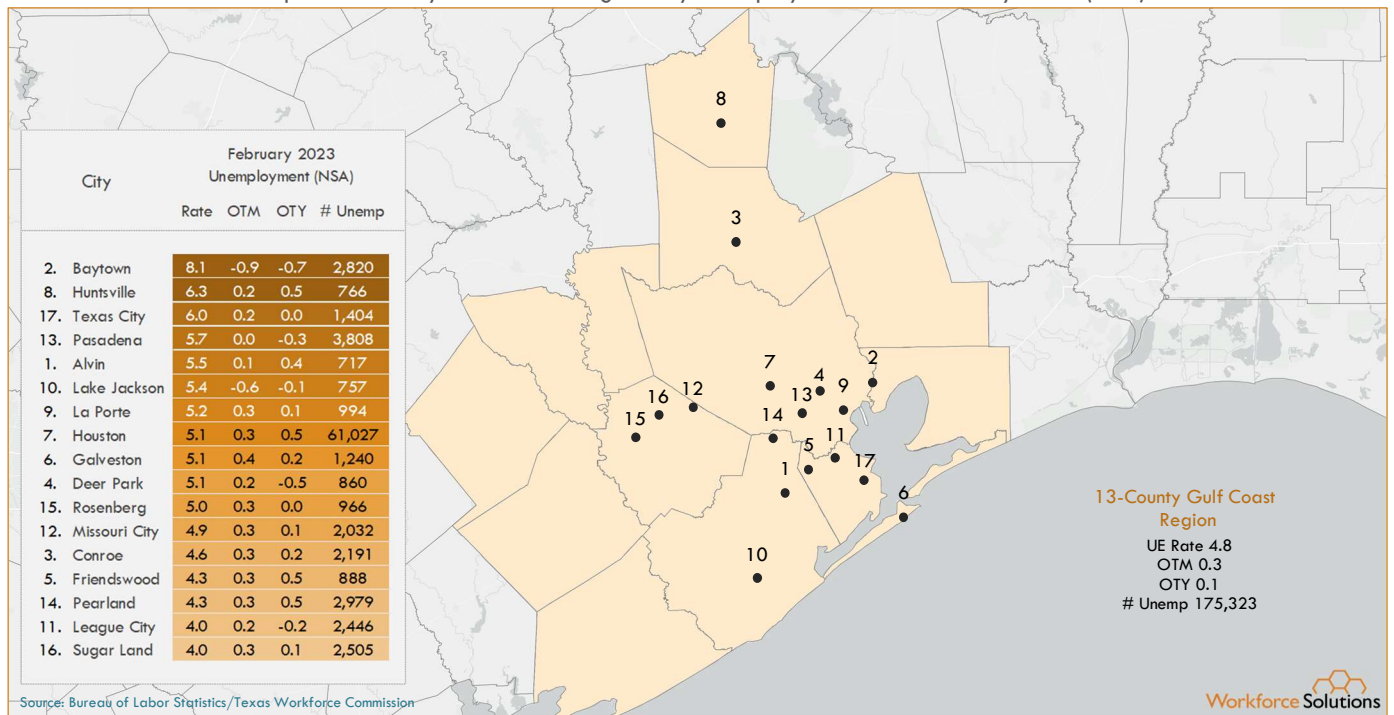 City
February 2023
Unemployment (NSA)
Rate OTM OTY # Unemp
2. Baytown 8.1 -0.9 -0.7 2,820
8. Huntsville 6.3 0.2 0.5 766
17. Texas City 6.0 0.2 0.0 1,404
13. Pasadena 5.7 0.0 -0.3 3,808
1. Alvin 5.5 0.1 0.4 717
10. Lake Jackson 5.4 -0.6 -0.1 757
9. La Porte 5.2 0.3 0.1 994
7. Houston 5.1 0.3 0.5 61,027
6. Galveston 5.1 0.4 0.2 1,240
4. Deer Park 5.1 0.2 -0.5 860
15. Rosenberg 5.0 0.3 0.0 966
12. Missouri City 4.9 0.3 0.1 2,032
3. Conroe 4.6 0.3 0.2 2,191
5. Friendswood 4.3 0.3 0.5 888
14. Pearland 4.3 0.3 0.5 2,979
11. League City 4.0 0.2 -0.2 2,446
16. Sugar Land 4.0 0.3 0.1 2,505
8
3
7
4
2
16
12
13
9
15
14
5
11
1
17
6
10
13-County Gulf Coast
Region
UE Rate 4.8
OTM 0.3
OTY 0.1
# Unemp 175,323
Source: Bureau of Labor Statistics/Texas Workforce Commission
Workforce Solutions